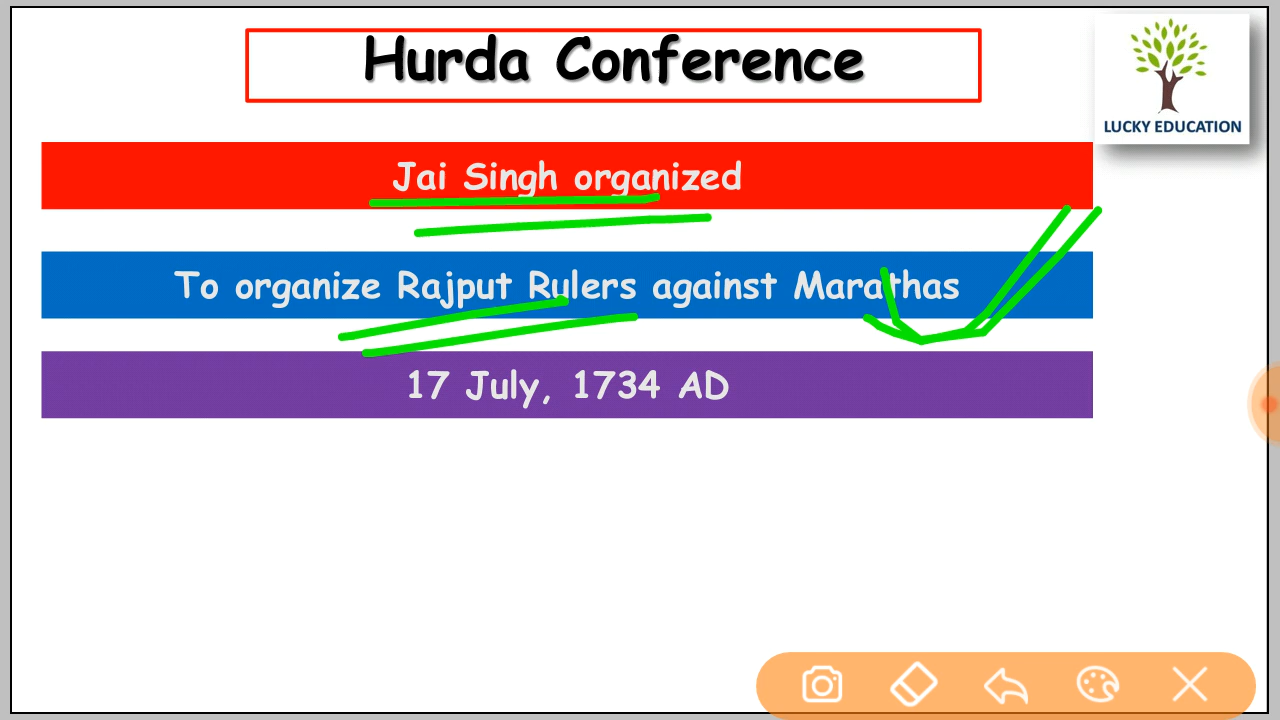 Hurda Conference
LUCKY EDUCATION
Jai Singh organized
To organize Rajput Rulers against Marathas
17 July, 1734 AD